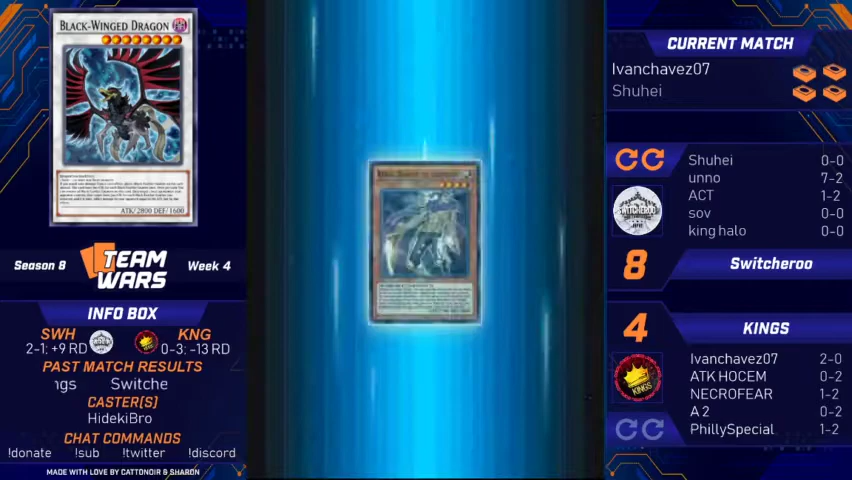 BLACK-WINGED DRAGON
ATK/2800 DEF/1600
Season 8
TEAM
WARS
Week 4
INFO BOX
SWH
KNG
2-1; +9 RD
0-3; -13 RD
PAST MATCH RESULTS
ngs Switche
CASTER(S)
HidekiBro
CHAT COMMANDS
!donate !sub !twitter !discord
MADE WITH LOVE BY CATTONOIR & SHARON
CURRENT MATCH
Ivanchavez07
Shuhei
SWITCHEROO
Shuhei 0-0
unno 7-2
ACT 1-2
sov 0-0
king halo 0-0
8 Switcheroo
4 KINGS
KINGS
Ivanchavez07 2-0
ATK HOCEM 0-2
NECROFEAR 1-2
A 2 0-2
PhillySpecial 1-2